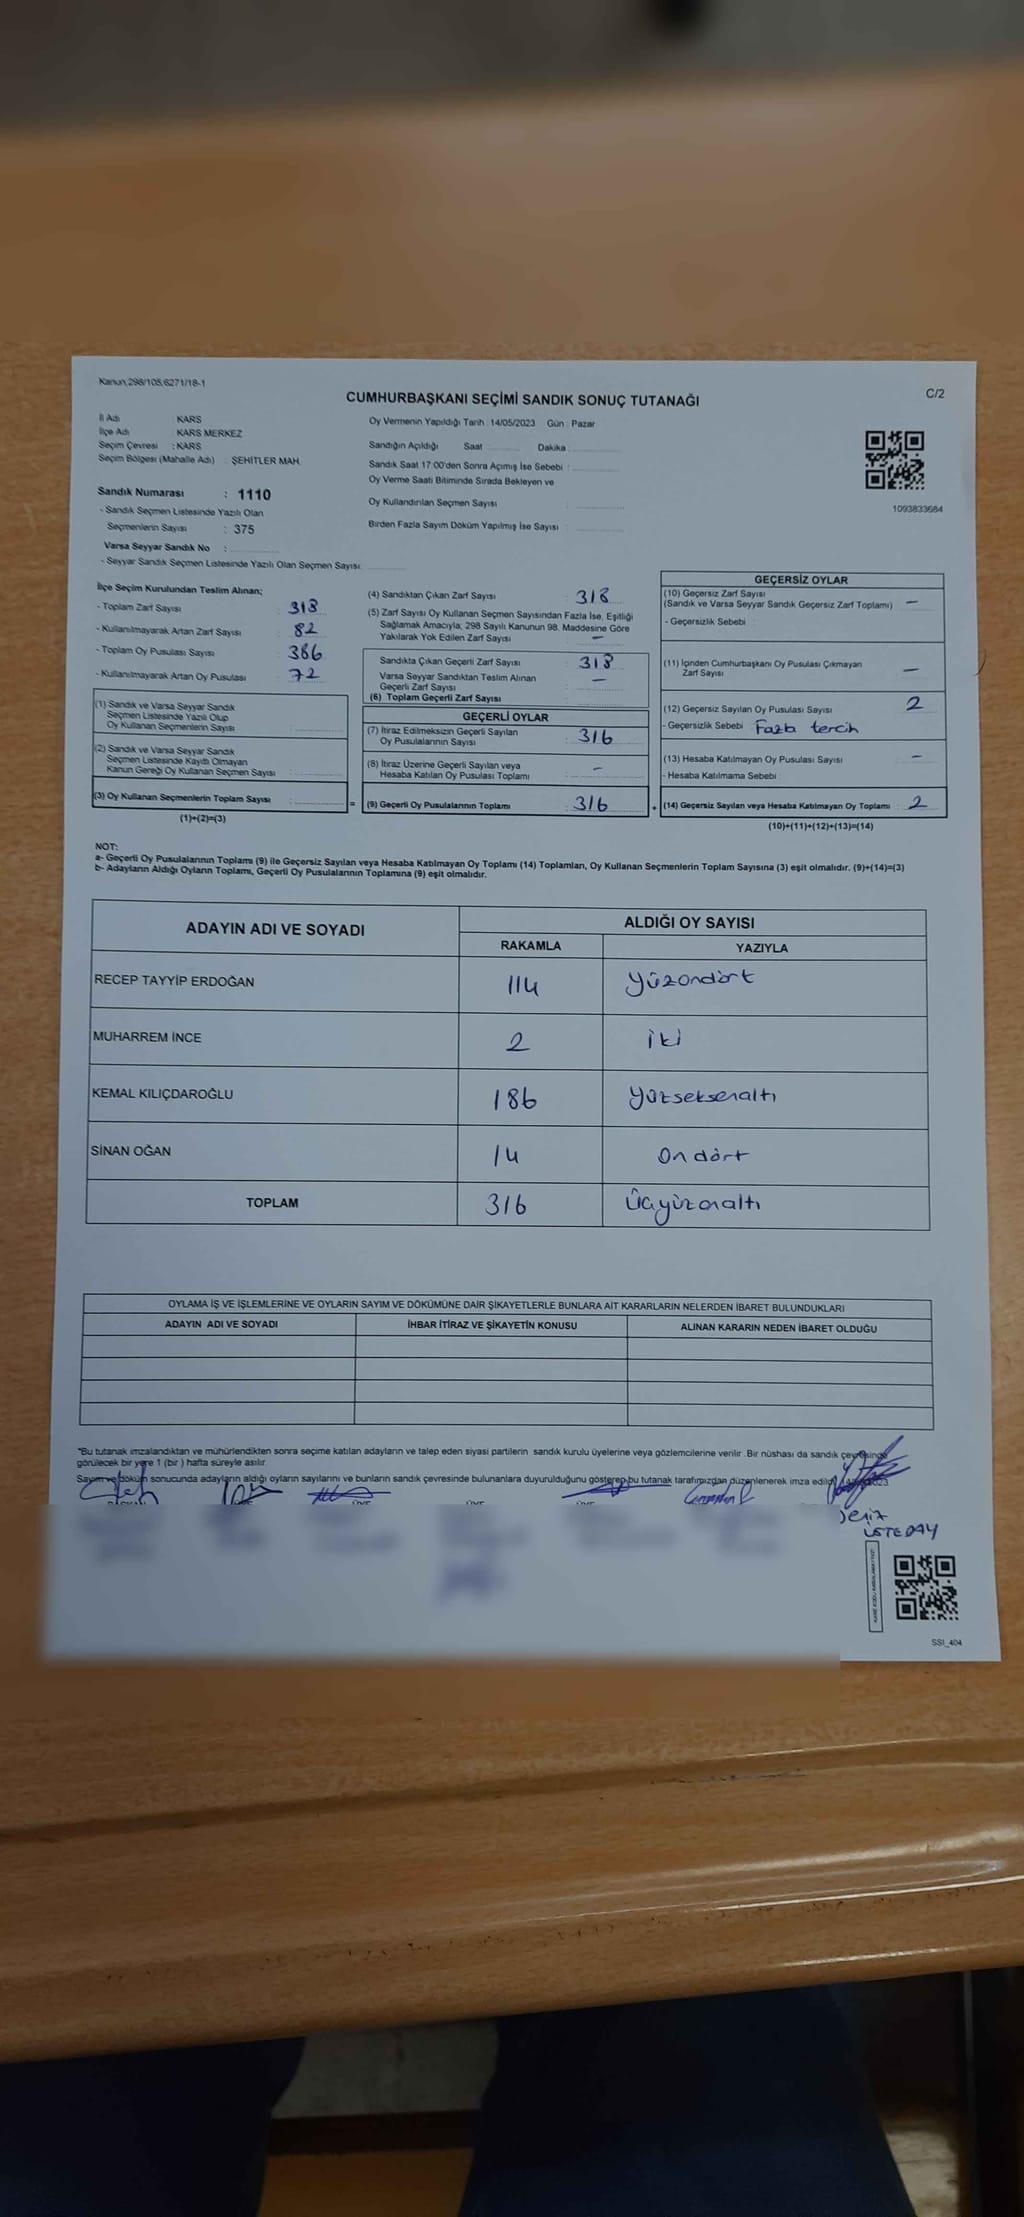 Kanun,298/105,6271/18-1
C/2
CUMHURBAŞKANI SEÇİMİ SANDIK SONUÇ TUTANAĞI
İl Adı : KARS
İlçe Adı : KARS MERKEZ
Seçim Çevresi : KARS
Seçim Bölgesi (Mahalle Adı) : ŞEHİTLER MAH.
Sandık Numarası : 1110
- Sandık Seçmen Listesinde Yazılı Olan
Seçmenlerin Sayısı : 375
Varsa Seyyar Sandık No :
- Seyyar Sandık Seçmen Listesinde Yazılı Olan Seçmen Sayısı:
Oy Vermenin Yapıldığı Tarih : 14/05/2023 Gün : Pazar
Sandığın Açıldığı Saat Dakika :
Sandık Saat 17:00'den Sonra Açımış İse Sebebi :
Oy Verme Saati Bitiminde Sırada Bekleyen ve
Oy Kullandırılan Seçmen Sayısı :
Birden Fazla Sayım Döküm Yapılmış İse Sayısı :
1093833684
İlçe Seçim Kurulundan Teslim Alınan;
- Toplam Zarf Sayısı : 318
- Kullanılmayarak Artan Zarf Sayısı : 82
- Toplam Oy Pusulası Sayısı : 386
- Kullanılmayarak Artan Oy Pusulası : 72
(1) Sandık ve Varsa Seyyar Sandık
Seçmen Listesinde Yazılı Olup
Oy Kullanan Seçmenlerin Sayısı :
(2) Sandık ve Varsa Seyyar Sandık
Seçmen Listesinde Kayıtlı Olmayan
Kanun Gereği Oy Kullanan Seçmen Sayısı :
(3) Oy Kullanan Seçmenlerin Toplam Sayısı :
(1)+(2)=(3)
(4) Sandıktan Çıkan Zarf Sayısı : 318
(5) Zarf Sayısı Oy Kullanan Seçmen Sayısından Fazla İse, Eşitliği
Sağlamak Amacıyla, 298 Sayılı Kanunun 98. Maddesine Göre
Yakılarak Yok Edilen Zarf Sayısı : —
Sandıkta Çıkan Geçerli Zarf Sayısı : 318
Varsa Seyyar Sandıktan Teslim Alınan
Geçerli Zarf Sayısı : —
(6) Toplam Geçerli Zarf Sayısı :
GEÇERLİ OYLAR
(7) İtiraz Edilmeksizin Geçerli Sayılan
Oy Pusulalarının Sayısı : 316
(8) İtiraz Üzerine Geçerli Sayılan veya
Hesaba Katılan Oy Pusulası Toplamı : —
= (9) Geçerli Oy Pusulalarının Toplamı : 316
GEÇERSİZ OYLAR
(10) Geçersiz Zarf Sayısı
(Sandık ve Varsa Seyyar Sandık Geçersiz Zarf Toplamı) : —
- Geçersizlik Sebebi :
(11) İçinden Cumhurbaşkanı Oy Pusulası Çıkmayan
Zarf Sayısı : —
(12) Geçersiz Sayılan Oy Pusulası Sayısı : 2
- Geçersizlik Sebebi : Fazla tercih
(13) Hesaba Katılmayan Oy Pusulası Sayısı : —
- Hesaba Katılmama Sebebi :
+ (14) Geçersiz Sayılan veya Hesaba Katılmayan Oy Toplamı : 2
(10)+(11)+(12)+(13)=(14)
NOT:
a- Geçerli Oy Pusulalarının Toplamı (9) ile Geçersiz Sayılan veya Hesaba Katılmayan Oy Toplamı (14) Toplamları, Oy Kullanan Seçmenlerin Toplam Sayısına (3) eşit olmalıdır. (9)+(14)=(3)
b- Adayların Aldığı Oyların Toplamı, Geçerli Oy Pusulalarının Toplamına (9) eşit olmalıdır.
ADAYIN ADI VE SOYADI ALDIĞI OY SAYISI
RAKAMLA YAZIYLA
RECEP TAYYİP ERDOĞAN 114 Yüzondört
MUHARREM İNCE 2 iki
KEMAL KILIÇDAROĞLU 186 Yüzseksenaltı
SİNAN OĞAN 14 Ondört
TOPLAM 316 Üçyüzonaltı
OYLAMA İŞ VE İŞLEMLERİNE VE OYLARIN SAYIM VE DÖKÜMÜNE DAİR ŞİKAYETLERLE BUNLARA AİT KARARLARIN NELERDEN İBARET BULUNDUKLARI
ADAYIN ADI VE SOYADI İHBAR İTİRAZ VE ŞİKAYETİN KONUSU ALINAN KARARIN NEDEN İBARET OLDUĞU
*Bu tutanak imzalandıktan ve mühürlendikten sonra seçime katılan adayların ve talep eden siyasi partilerin sandık kurulu üyelerine veya gözlemcilerine verilir. Bir nüshası da sandık çevresinde
görülecek bir yere 1 (bir) hafta süreyle asılır.
Sayım ve döküm sonucunda adayların aldığı oyların sayılarını ve bunların sandık çevresinde bulunanlara duyurulduğunu gösterep bu tutanak tarafımızdan düzenlenerek imza edildi.
Deniz
İSTEDAY
SSI_404